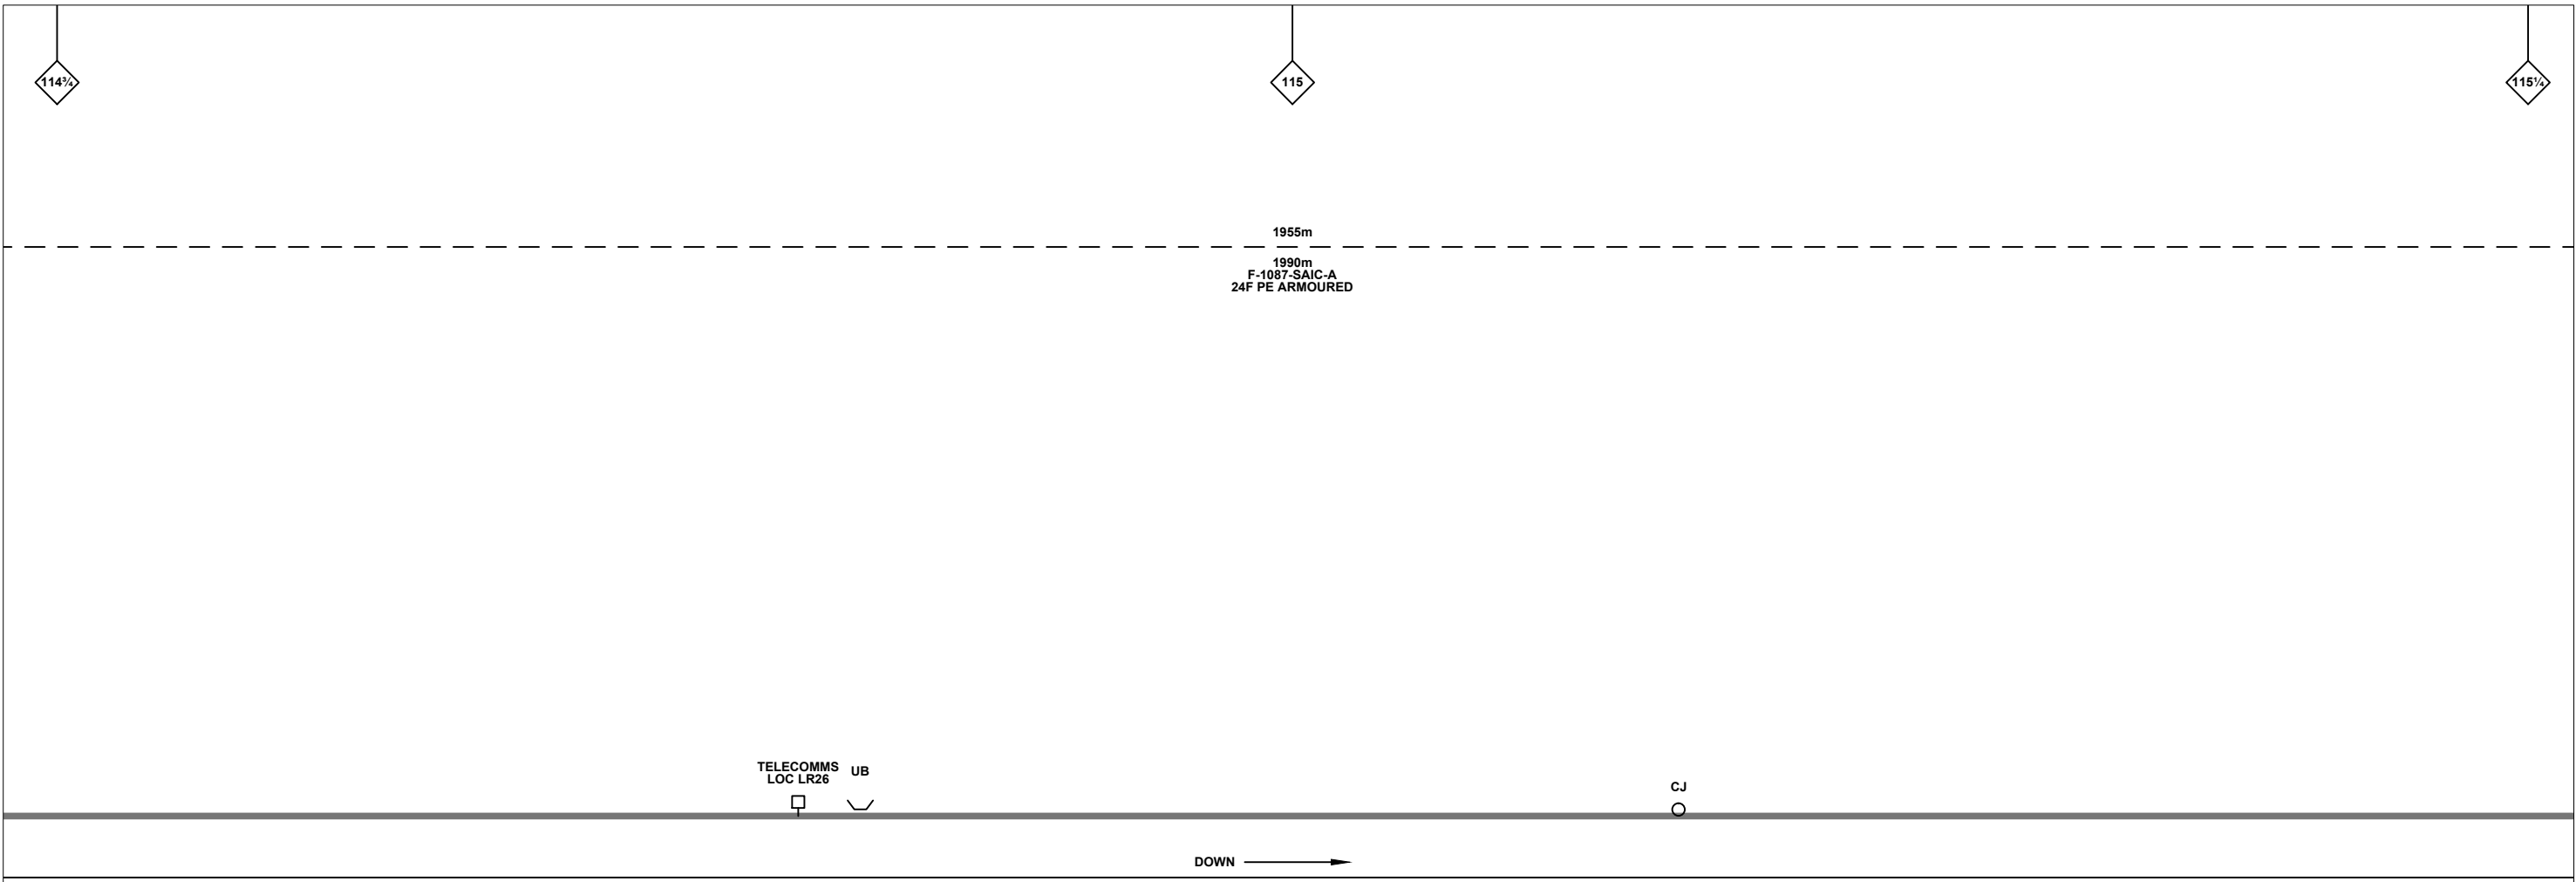 114¾
115
115¼
1955m
1990m
F-1087-SAIC-A
24F PE ARMOURED
TELECOMMS
LOC LR26
UB
CJ
DOWN